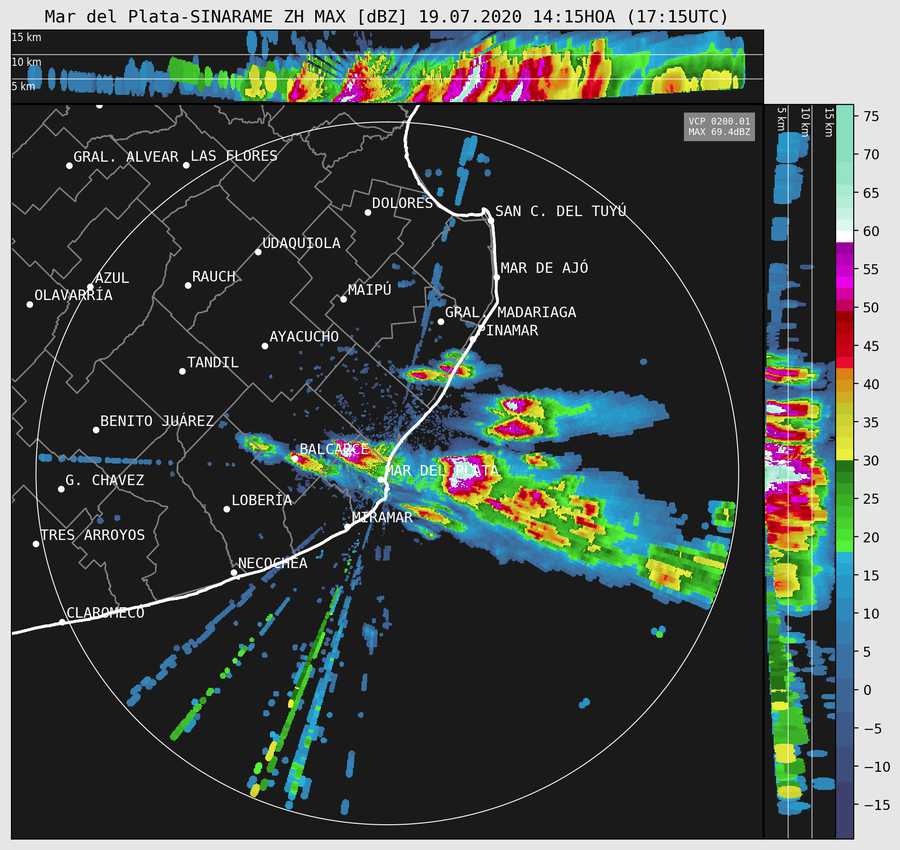 Mar del Plata-SINARAME ZH MAX [dBZ] 19.07.2020 14:15HOA (17:15UTC)
15 km
10 km
5 km
VCP 0200.01
MAX 69.4dBZ
5 km
10 km
15 km
GRAL. ALVEAR
LAS FLORES
DOLORES
SAN C. DEL TUYÚ
UDAQUIOLA
MAR DE AJÓ
AZUL
RAUCH
OLAVARRÍA
MAIPÚ
GRAL. MADARIAGA
PINAMAR
AYACUCHO
TANDIL
BENITO JUÁREZ
BALCARCE
MAR DEL PLATA
G. CHAVEZ
LOBERÍA
MIRAMAR
TRES ARROYOS
NECOCHEA
CLAROMECO
75
70
65
60
55
50
45
40
35
30
25
20
15
10
5
0
−5
−10
−15